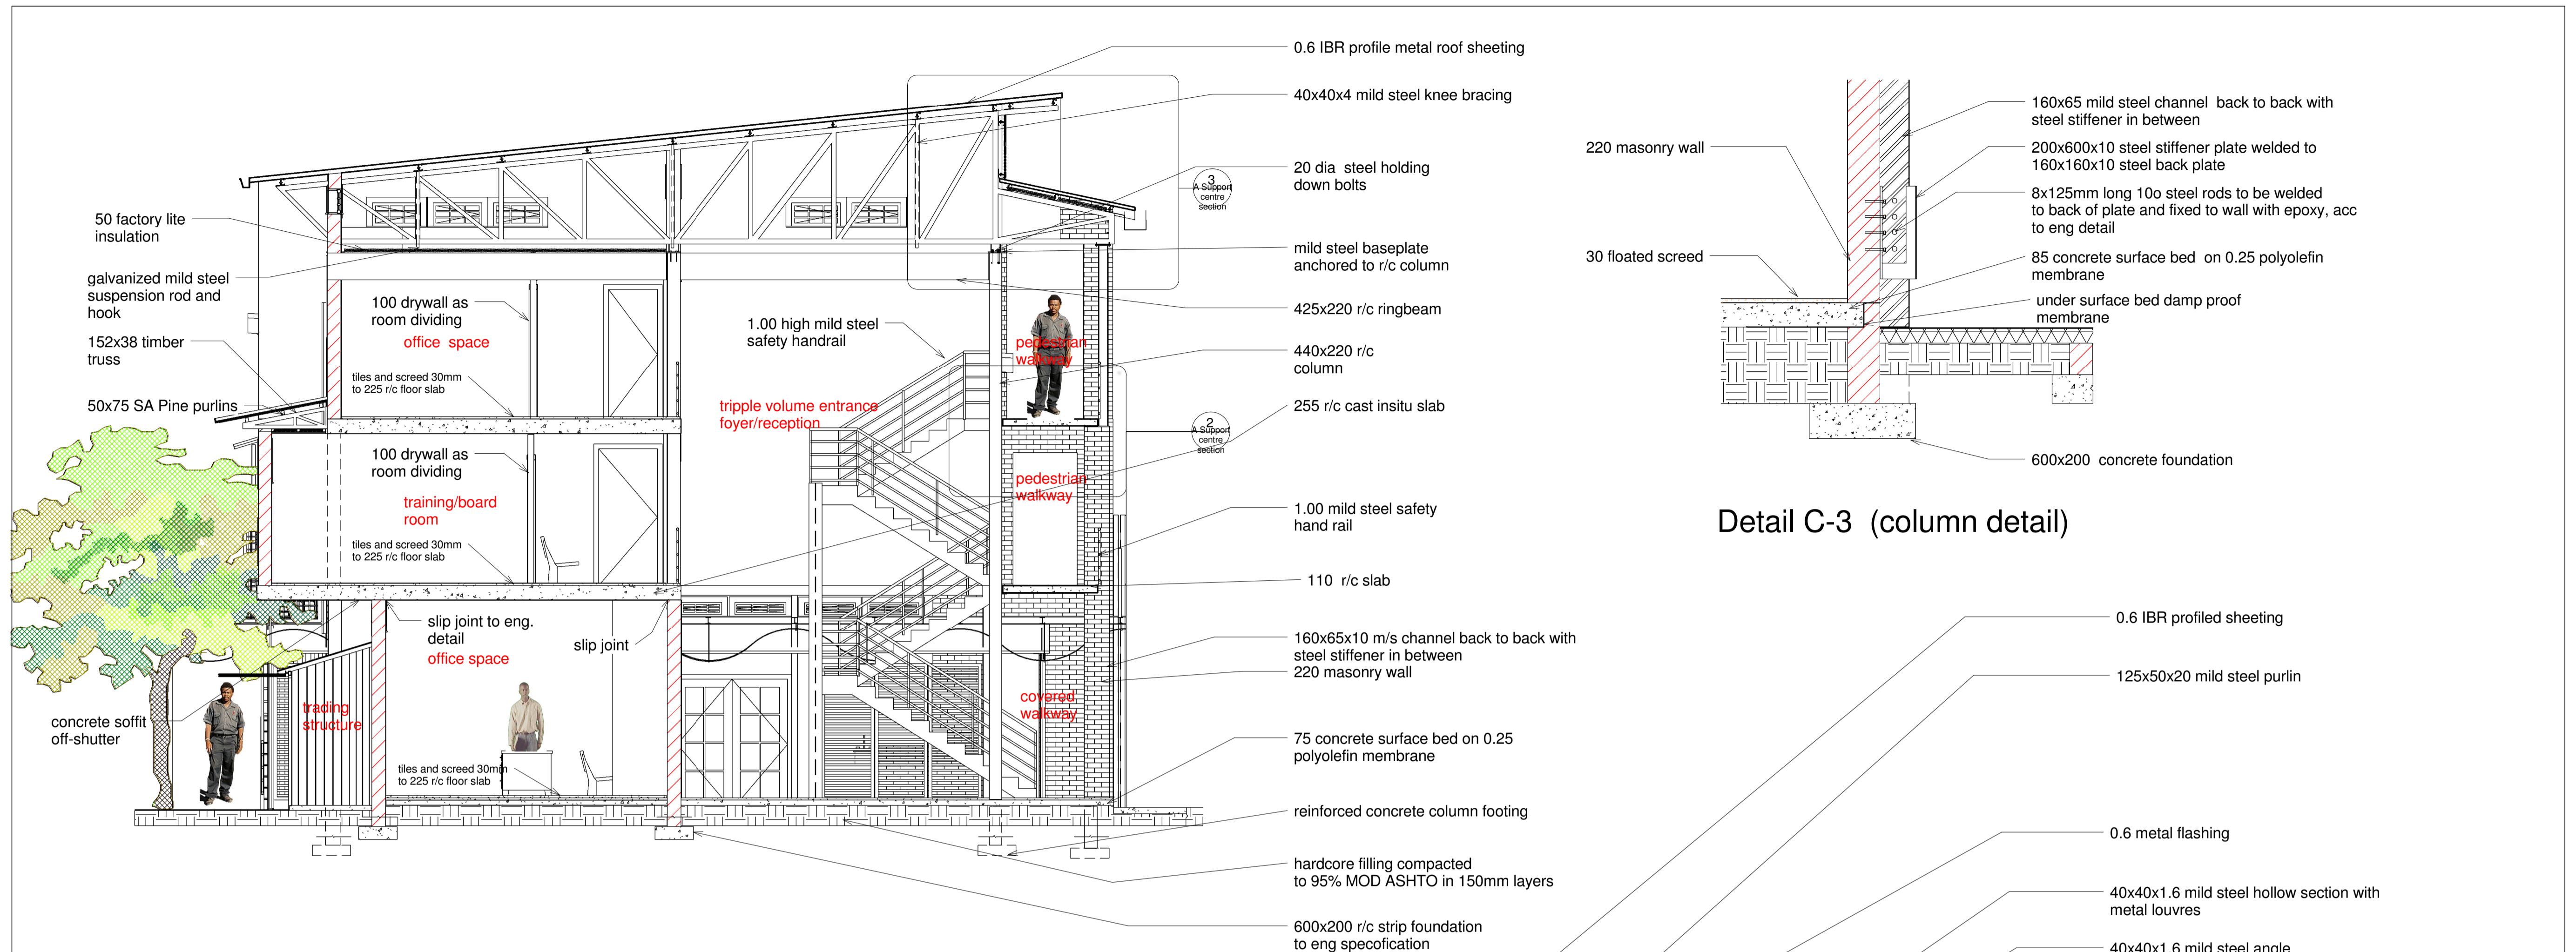 0.6 IBR profile metal roof sheeting
40x40x4 mild steel knee bracing
20 dia  steel holding
down bolts
mild steel baseplate
anchored to r/c column
425x220 r/c ringbeam
440x220 r/c
column
255 r/c cast insitu slab
1.00 mild steel safety
hand rail
110  r/c slab
160x65x10 m/s channel back to back with
steel stiffener in between
220 masonry wall
75 concrete surface bed on 0.25
polyolefin membrane
reinforced concrete column footing
hardcore filling compacted
to 95% MOD ASHTO in 150mm layers
600x200 r/c strip foundation
to eng specofication
50 factory lite
insulation
galvanized mild steel
suspension rod and
hook
152x38 timber
truss
50x75 SA Pine purlins
concrete soffit
off-shutter
100 drywall as
room dividing
office  space
tiles and screed 30mm
to 225 r/c floor slab
1.00 high mild steel
safety handrail
tripple volume entrance
foyer/reception
pedestrian
walkway
100 drywall as
room dividing
training/board
room
tiles and screed 30mm
to 225 r/c floor slab
pedestrian
walkway
slip joint to eng.
detail
office space
slip joint
trading
structure
tiles and screed 30mm
to 225 r/c floor slab
covered
walkway
3
A Support
centre
section
2
A Support
centre
section
220 masonry wall
30 floated screed
160x65 mild steel channel  back to back with
steel stiffener in between
200x600x10 steel stiffener plate welded to
160x160x10 steel back plate
8x125mm long 10o steel rods to be welded
to back of plate and fixed to wall with epoxy, acc
to eng detail
85 concrete surface bed  on 0.25 polyolefin
membrane
under surface bed damp proof
membrane
600x200  concrete foundation
Detail C-3  (column detail)
0.6 IBR profiled sheeting
125x50x20 mild steel purlin
0.6 metal flashing
40x40x1.6 mild steel hollow section with
metal louvres
40x40x1.6 mild steel angle